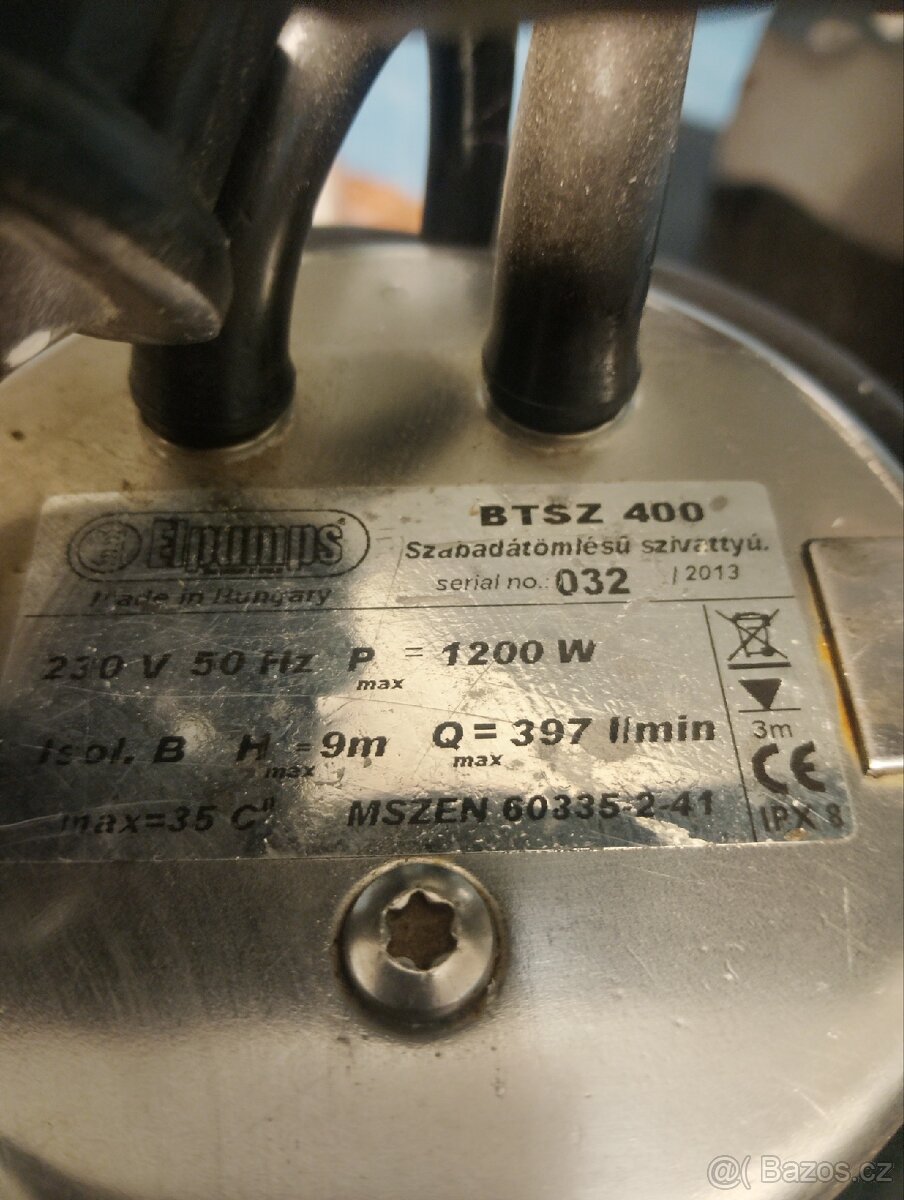 Elpumps
BTSZ 400
Szabadátömlésű szivattyú.
Made in Hungary
serial no.: 032 / 2013
230 V 50 Hz P max = 1200 W
Isol. B H max = 9m Q max = 397 l/min
3m
CE
max=35 C°
MSZEN 60335-2-41
IPX 8
@( Bazos.cz